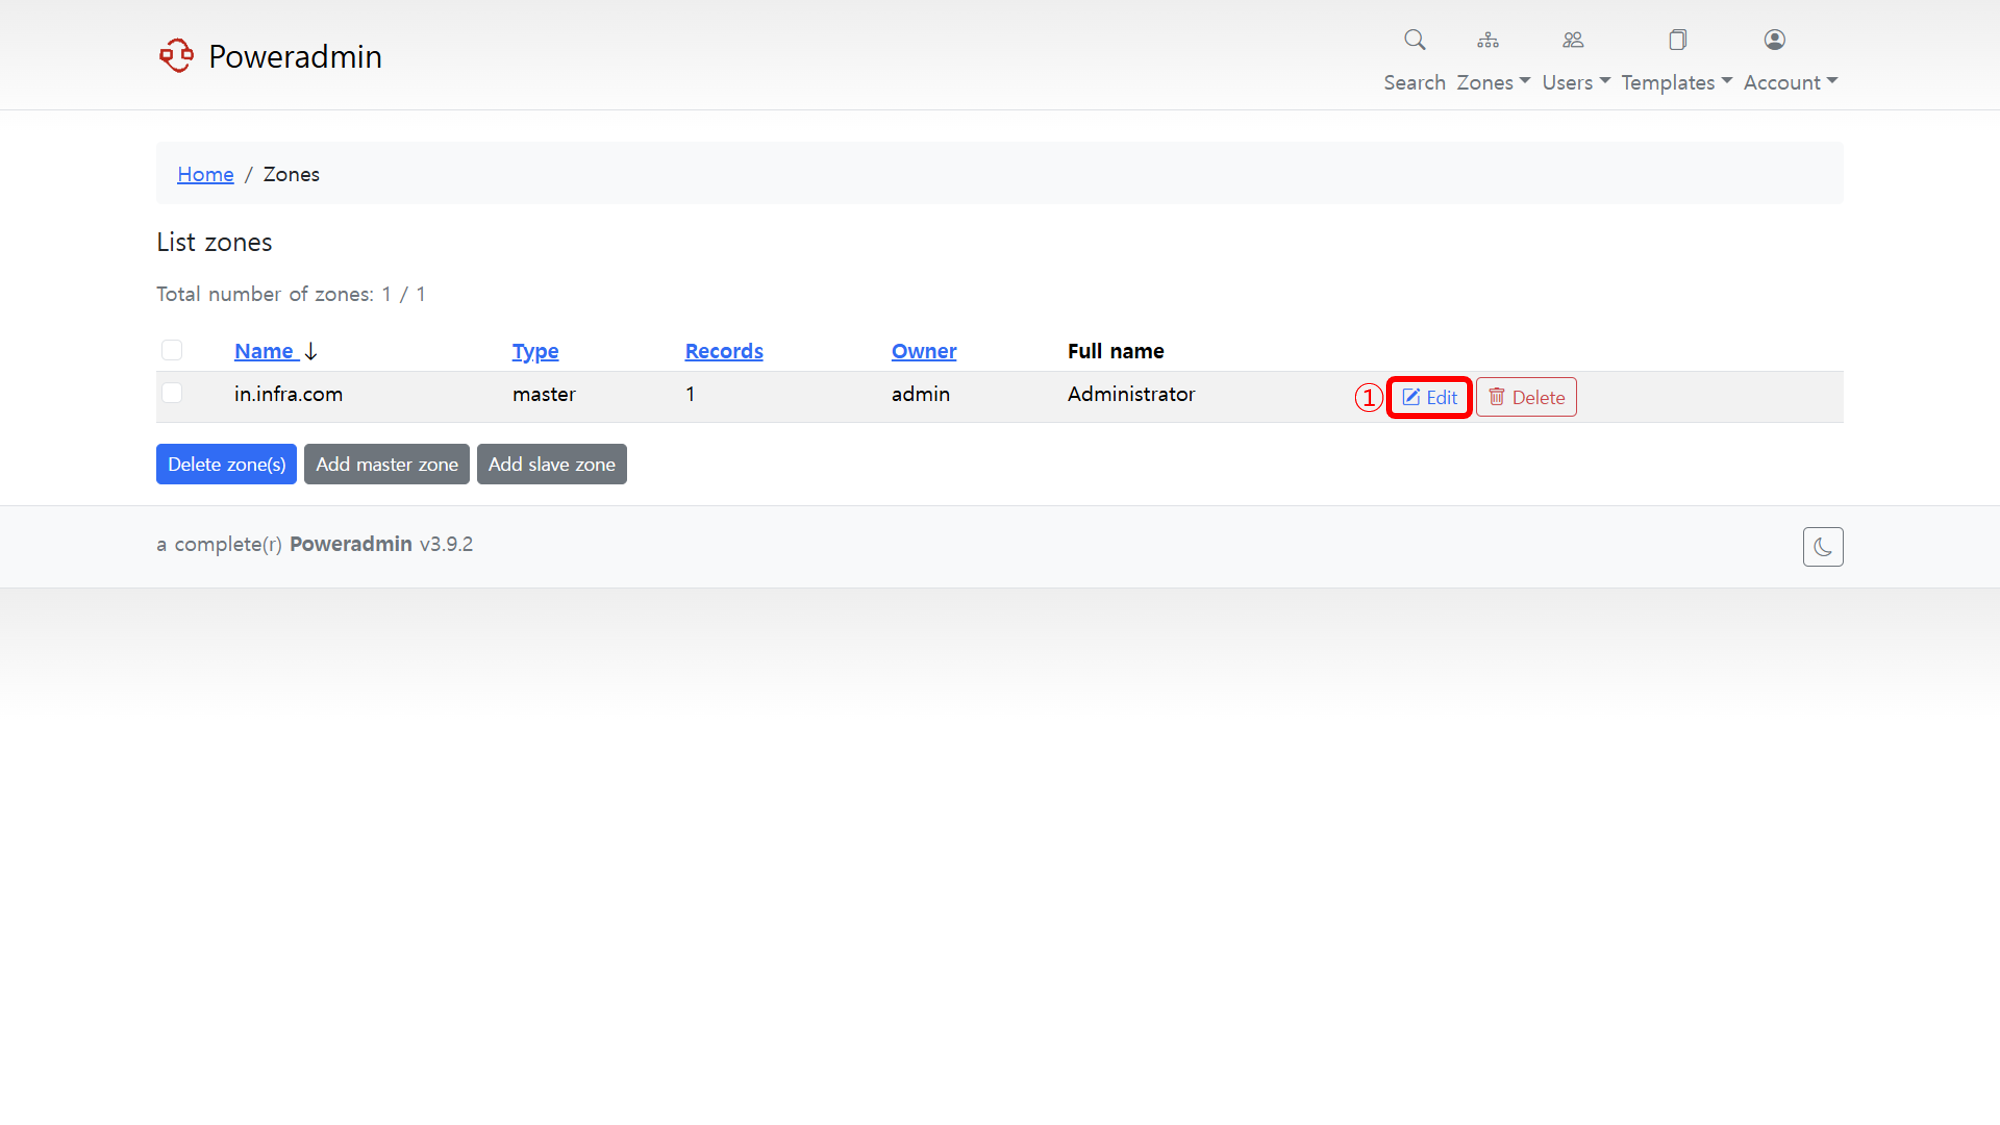 Poweradmin
Search Zones Users Templates Account
Home / Zones
List zones
Total number of zones: 1 / 1
Name ↓ Type Records Owner Full name
in.infra.com master 1 admin Administrator ① Edit Delete
Delete zone(s) Add master zone Add slave zone
a complete(r) Poweradmin v3.9.2